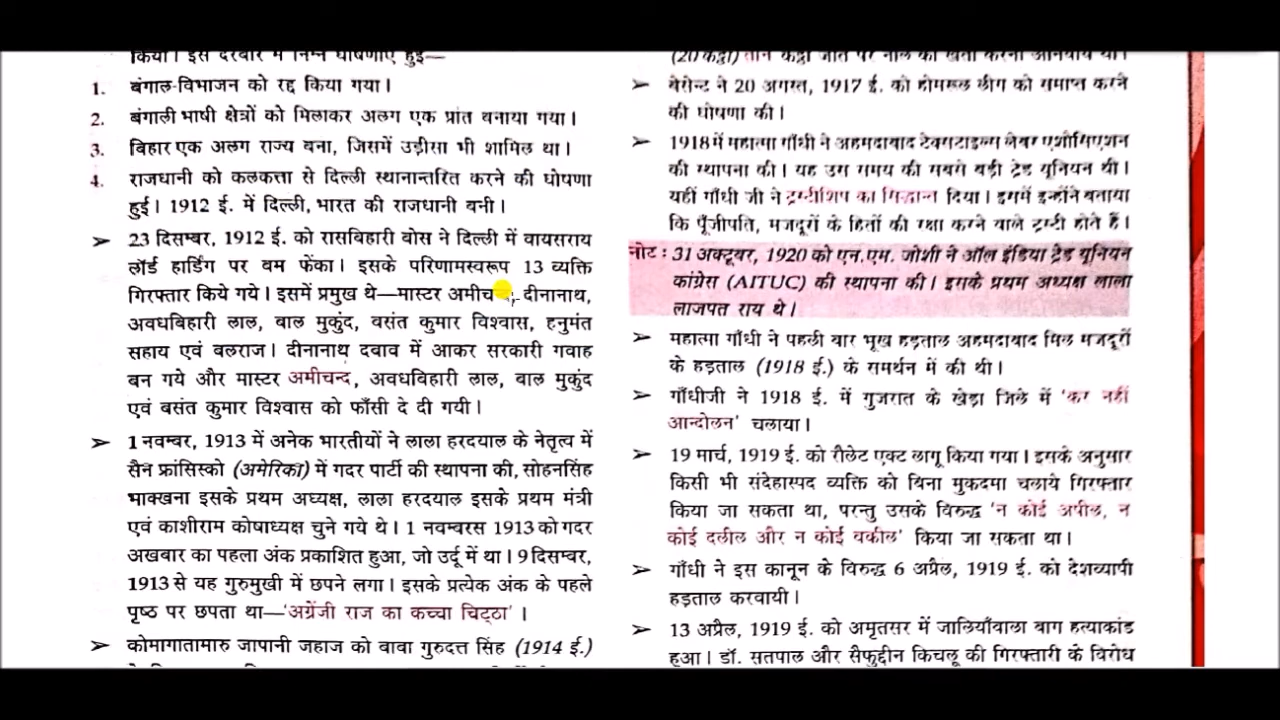 किया। इस दरबार में निम्न घोषणाएँ हुई—
1. बंगाल-विभाजन को रद्द किया गया।
2. बंगाली भाषी क्षेत्रों को मिलाकर अलग एक प्रांत बनाया गया।
3. बिहार एक अलग राज्य बना, जिसमें उड़ीसा भी शामिल था।
4. राजधानी को कलकत्ता से दिल्ली स्थानान्तरित करने की घोषणा
हुई। 1912 ई. में दिल्ली, भारत की राजधानी बनी।
➤ 23 दिसम्बर, 1912 ई. को रासबिहारी बोस ने दिल्ली में वायसराय
लॉर्ड हार्डिंग पर बम फेंका। इसके परिणामस्वरूप 13 व्यक्ति
गिरफ्तार किये गये। इसमें प्रमुख थे—मास्टर दीनानाथ,
अवधबिहारी लाल, बाल मुकुंद, वसंत कुमार विश्वास, हनुमंत
सहाय एवं बलराज। दीनानाथ दबाव में आकर सरकारी गवाह
बन गये और मास्टर अमीचन्द, अवधबिहारी लाल, बाल मुकुंद
एवं बसंत कुमार विश्वास को फाँसी दे दी गयी।
➤ 1 नवम्बर, 1913 में अनेक भारतीयों ने लाला हरदयाल के नेतृत्व में
सैन फ्रांसिस्को (अमेरिका) में गदर पार्टी की स्थापना की, सोहनसिंह
भाक्खना इसके प्रथम अध्यक्ष, लाला हरदयाल इसके प्रथम मंत्री
एवं काशीराम कोषाध्यक्ष चुने गये थे। 1 नवम्बरस 1913 को गदर
अखबार का पहला अंक प्रकाशित हुआ, जो उर्दू में था। 9 दिसम्बर,
1913 से यह गुरुमुखी में छपने लगा। इसके प्रत्येक अंक के पहले
पृष्ठ पर छपता था—'अग्रेंजी राज का कच्चा चिट्ठा'।
➤ कोमागातामारु जापानी जहाज को बाबा गुरुदत्त सिंह (1914 ई.)
(20 कट्ठा) तीन कट्ठा जोत पर नील की खेती करना अनिवार्य था।
➤ बेसेन्ट ने 20 अगस्त, 1917 ई. को होमरूल लीग को समाप्त करने
की घोषणा की।
➤ 1918 में महात्मा गाँधी ने अहमदाबाद टेक्सटाइल्स लेबर एशोसिएशन
की स्थापना की। यह उस समय की सबसे बड़ी ट्रेड यूनियन थी।
यहीं गाँधी जी ने ट्रस्टीशिप का सिद्धान्त दिया। इसमें इन्होंने बताया
कि पूँजीपति, मजदूरों के हितों की रक्षा करने वाले ट्रस्टी होते हैं।
नोट : 31 अक्टूबर, 1920 को एन.एम. जोशी ने ऑल इंडिया ट्रेड यूनियन
कांग्रेस (AITUC) की स्थापना की। इसके प्रथम अध्यक्ष लाला
लाजपत राय थे।
➤ महात्मा गाँधी ने पहली बार भूख हड़ताल अहमदाबाद मिल मजदूरों
के हड़ताल (1918 ई.) के समर्थन में की थी।
➤ गाँधीजी ने 1918 ई. में गुजरात के खेड़ा जिले में 'कर नहीं
आन्दोलन' चलाया।
➤ 19 मार्च, 1919 ई. को रौलेट एक्ट लागू किया गया। इसके अनुसार
किसी भी संदेहास्पद व्यक्ति को बिना मुकदमा चलाये गिरफ्तार
किया जा सकता था, परन्तु उसके विरुद्ध 'न कोई अपील, न
कोई दलील और न कोई वकील' किया जा सकता था।
➤ गाँधी ने इस कानून के विरुद्ध 6 अप्रैल, 1919 ई. को देशव्यापी
हड़ताल करवायी।
➤ 13 अप्रैल, 1919 ई. को अमृतसर में जालियाँवाला बाग हत्याकांड
हुआ। डॉ. सतपाल और सैफुद्दीन किचलू की गिरफ्तारी के विरोध